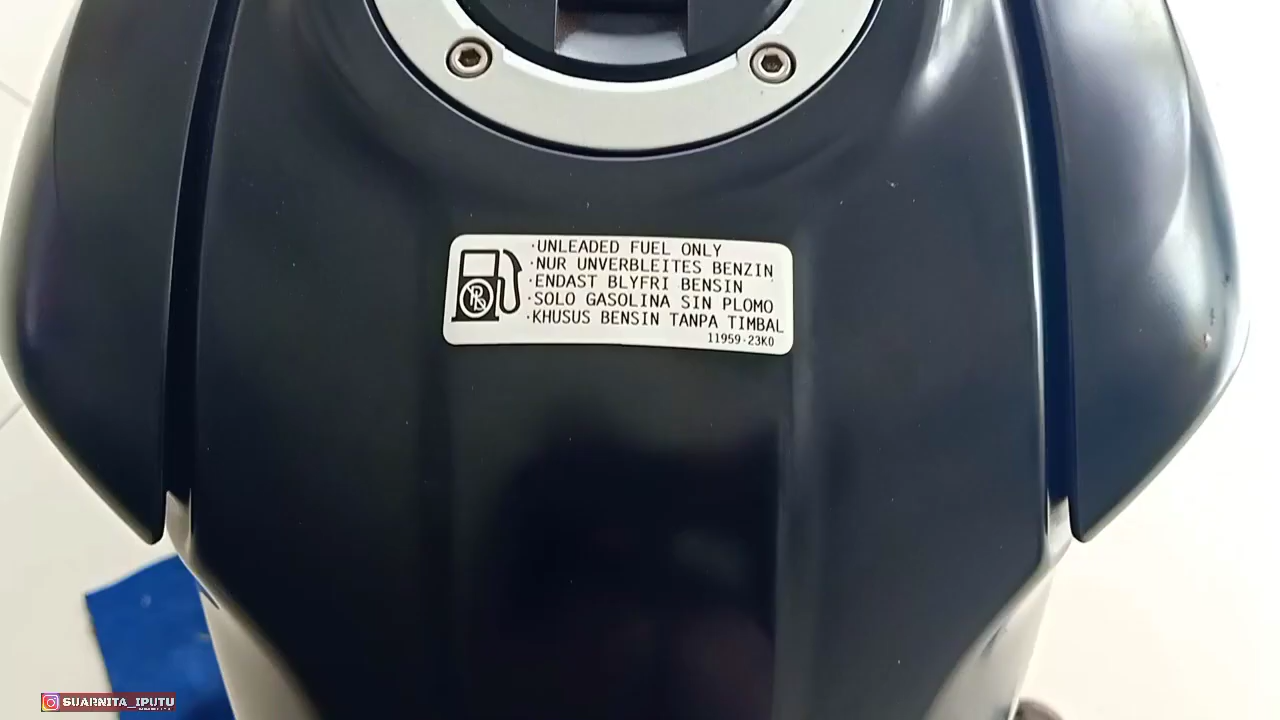 ·UNLEADED FUEL ONLY
·NUR UNVERBLEITES BENZIN
·ENDAST BLYFRI BENSIN
·SOLO GASOLINA SIN PLOMO
·KHUSUS BENSIN TANPA TIMBAL
11959-23K0
SUARNITA_IPUTU